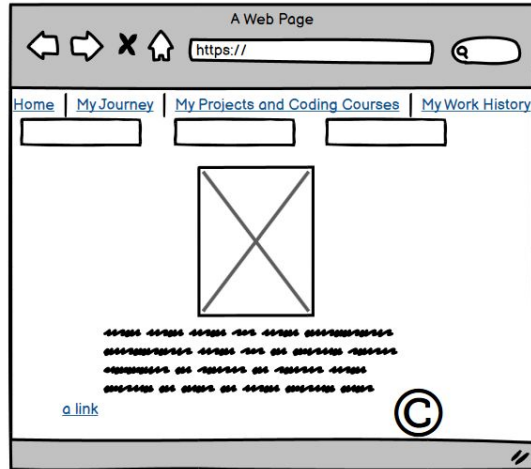 A Web Page
https://
Home | My Journey | My Projects and Coding Courses | My Work History
a link
©